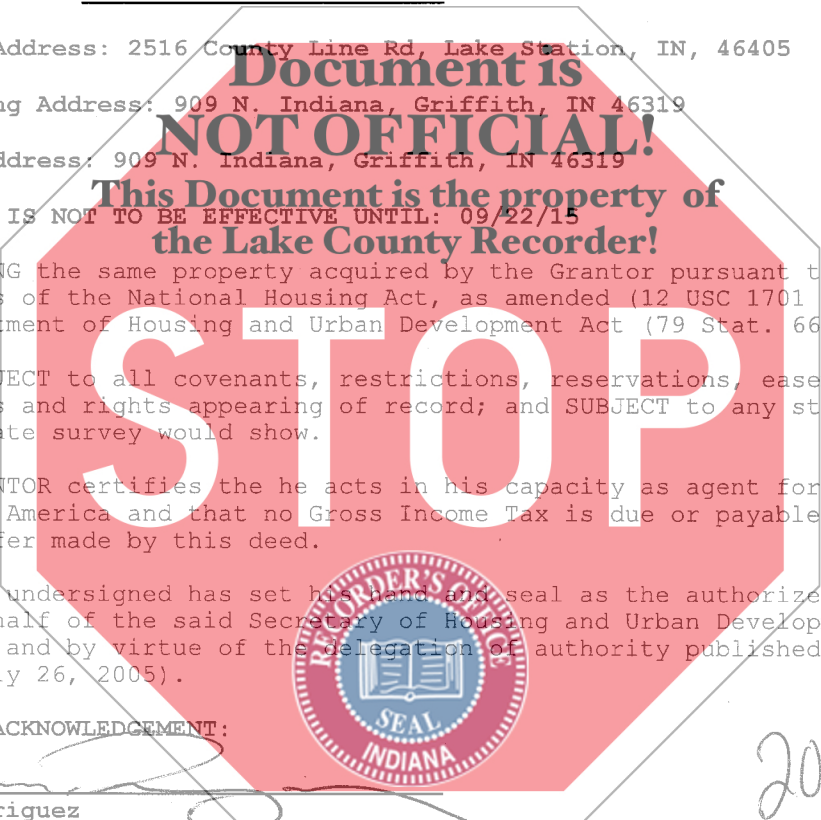 Address: 2516 County Line Rd, Lake Station, IN, 46405
Document is
ng Address: 909 N. Indiana, Griffith, IN 46319
NOT OFFICIAL!
ddress: 909 N. Indiana, Griffith, IN 46319
This Document is the property of
IS NOT TO BE EFFECTIVE UNTIL: 09/22/15
the Lake County Recorder!
NG the same property acquired by the Grantor pursuant t
s of the National Housing Act, as amended (12 USC 1701
tment of Housing and Urban Development Act (79 Stat. 66
STOP
JECT to all covenants, restrictions, reservations, ease
s and rights appearing of record; and SUBJECT to any st
ate survey would show.
NTOR certifies the he acts in his capacity as agent for
America and that no Gross Income Tax is due or payable
fer made by this deed.
undersigned has set his hand and seal as the authorize
half of the said Secretary of Housing and Urban Develop
and by virtue of the delegation of authority published
ly 26, 2005).
RECORDER'S OFFICE
SEAL
INDIANA
ACKNOWLEDGEMENT:
20
riguez